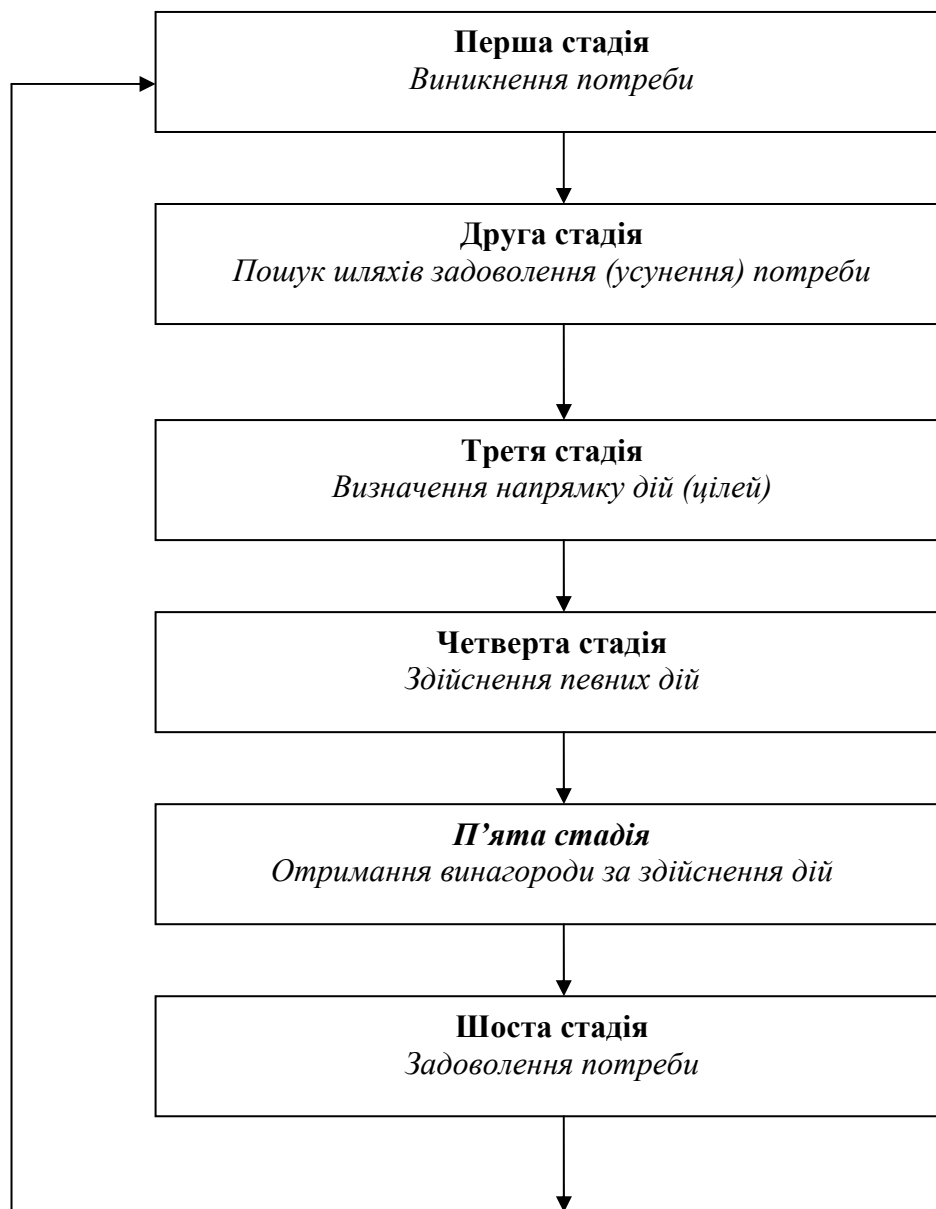 Перша стадія
Виникнення потреби
Друга стадія
Пошук шляхів задоволення (усунення) потреби
Третя стадія
Визначення напрямку дій (цілей)
Четверта стадія
Здійснення певних дій
П’ята стадія
Отримання винагороди за здійснення дій
Шоста стадія
Задоволення потреби